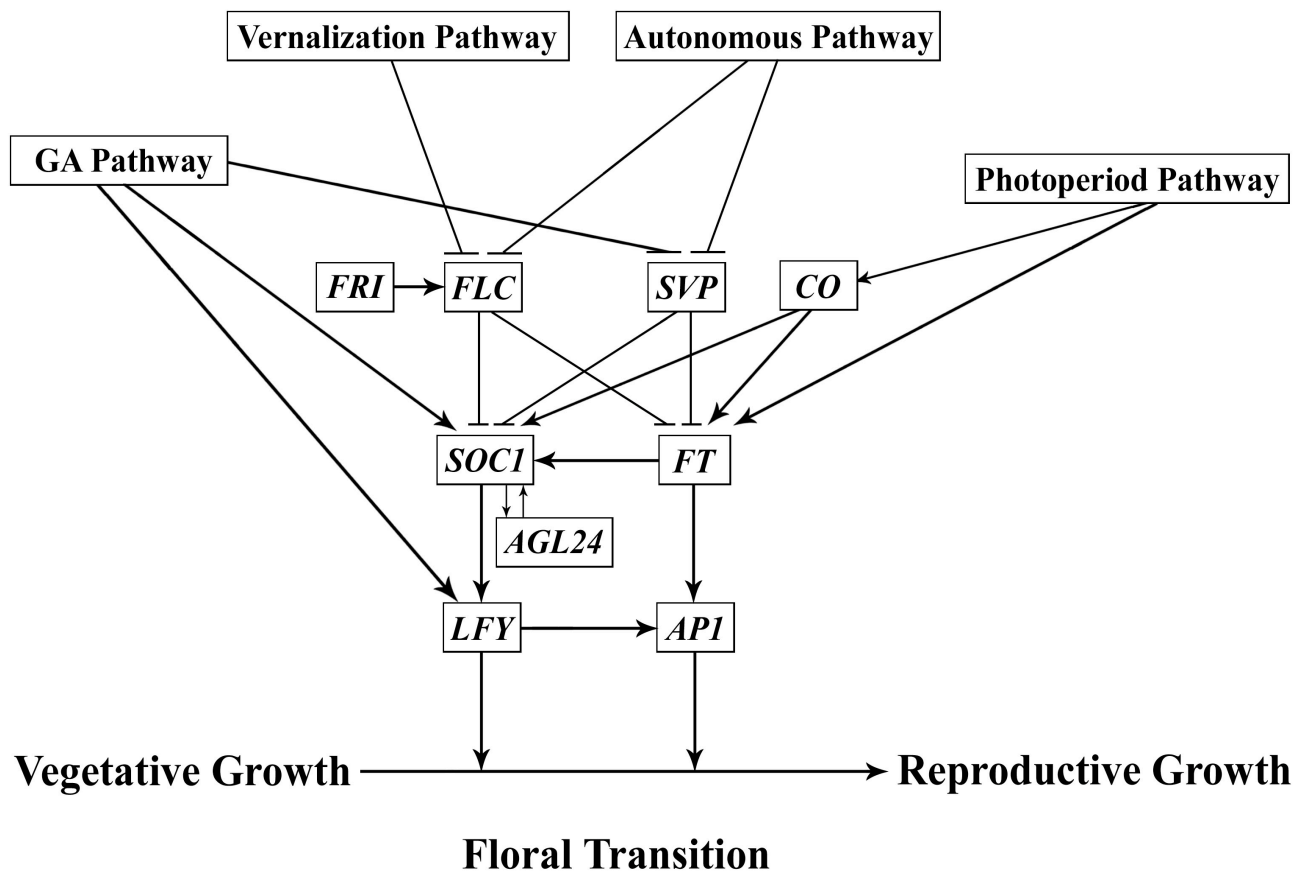 Vernalization Pathway
Autonomous Pathway
GA Pathway
Photoperiod Pathway
FRI
FLC
SVP
CO
SOC1
FT
AGL24
LFY
AP1
Vegetative Growth
Reproductive Growth
Floral Transition